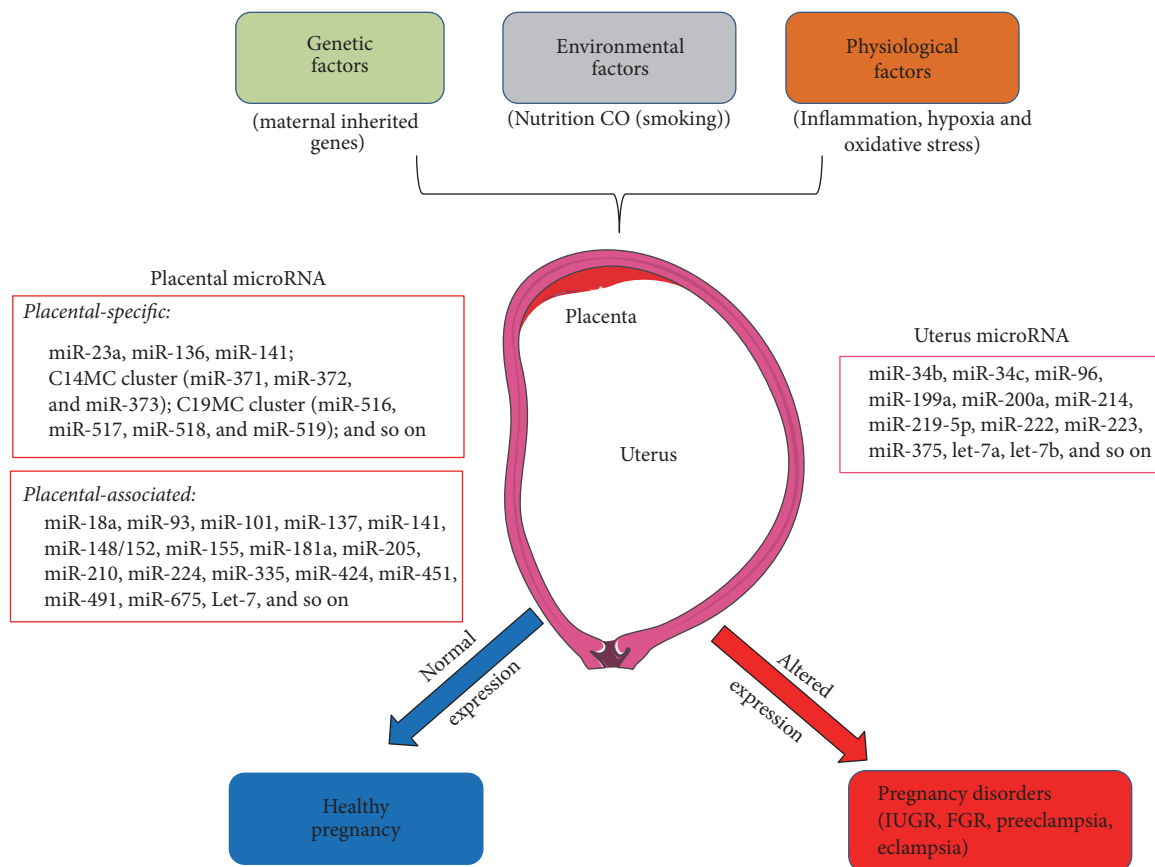 Genetic
factors
(maternal inherited
genes)
Environmental
factors
(Nutrition CO (smoking))
Physiological
factors
(Inflammation, hypoxia and
oxidative stress)
Placental microRNA
Placental-specific:
miR-23a, miR-136, miR-141;
C14MC cluster (miR-371, miR-372,
and miR-373); C19MC cluster (miR-516,
miR-517, miR-518, and miR-519); and so on
Placental-associated:
miR-18a, miR-93, miR-101, miR-137, miR-141,
miR-148/152, miR-155, miR-181a, miR-205,
miR-210, miR-224, miR-335, miR-424, miR-451,
miR-491, miR-675, Let-7, and so on
Placenta
Uterus
Uterus microRNA
miR-34b, miR-34c, miR-96,
miR-199a, miR-200a, miR-214,
miR-219-5p, miR-222, miR-223,
miR-375, let-7a, let-7b, and so on
Normal
expression
Altered
expression
Healthy
pregnancy
Pregnancy disorders
(IUGR, FGR, preeclampsia,
eclampsia)